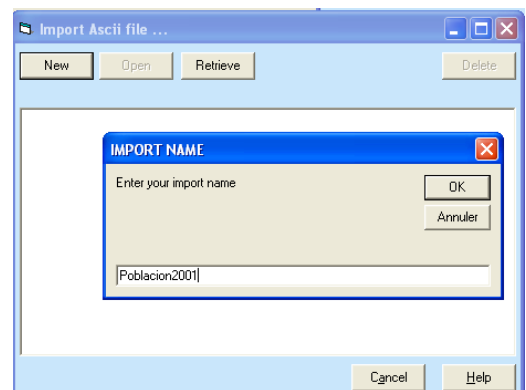 Import Ascii file ...
New Open Retrieve Delete
IMPORT NAME
Enter your import name
OK
Annuler
Poblacion2001
Cancel Help